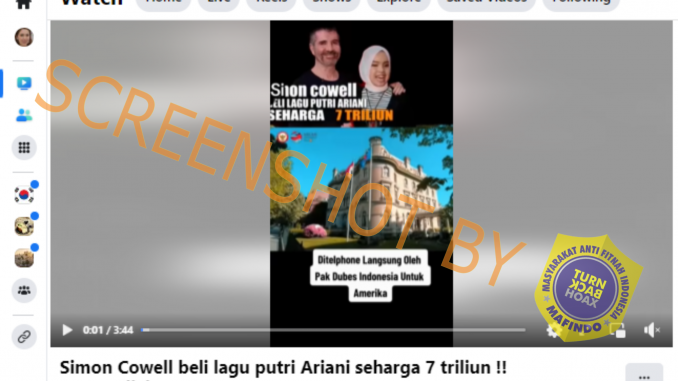 Watch Home Live Reels Shows Explore Saved Videos Following
Simon cowell
BELI LAGU PUTRI ARIANI
SEHARGA 7 TRILIUN
Ditelphone Langsung Oleh
Pak Dubes Indonesia Untuk
Amerika
SCREENSHOT BY
MASYARAKAT ANTI FITNAH INDONESIA
TURN
BACK
HOAX
MAFINDO
0:01 / 3:44
Simon Cowell beli lagu putri Ariani seharga 7 triliun !!